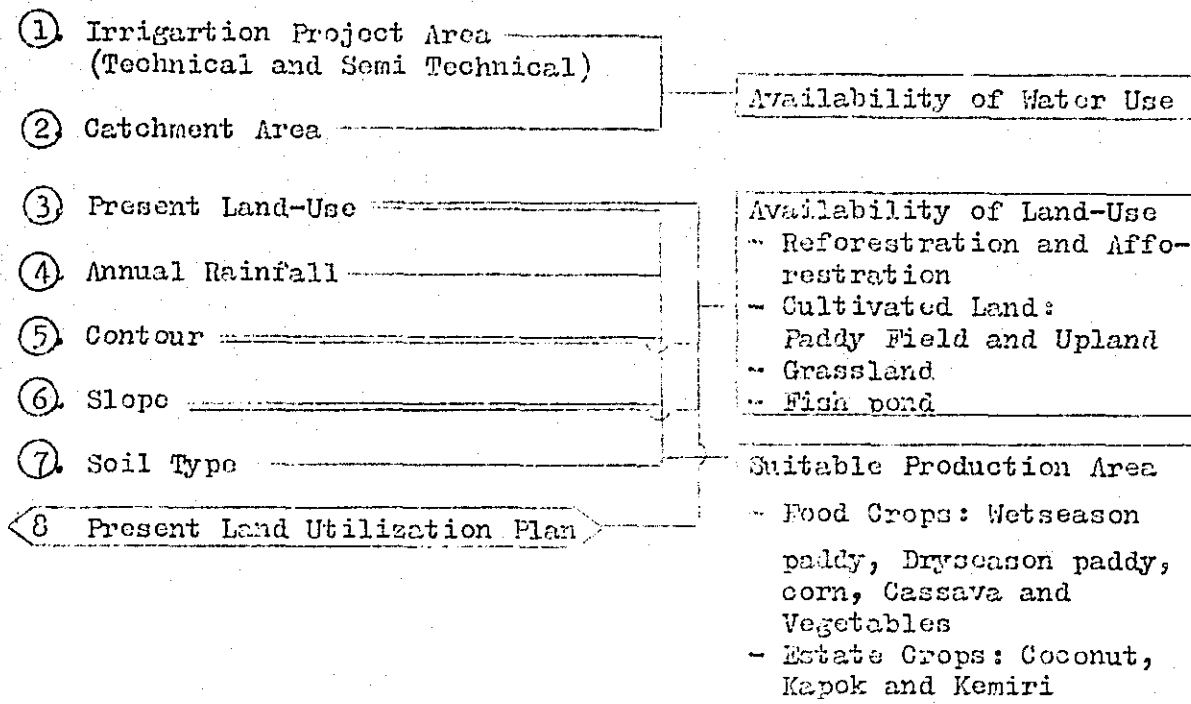 ①. Irrigartion Project Area
(Technical and Semi Technical)
② Catchment Area
Availability of Water Use
③ Present Land-Use
④. Annual Rainfall
⑤. Contour
⑥. Slope
⑦. Soil Type
8 Present Land Utilization Plan
Availability of Land-Use
- Reforestration and Affo-
restration
- Cultivated Land:
Paddy Field and Upland
- Grassland
- Fish pond
Suitable Production Area
- Food Crops: Wetseason
paddy, Dryseason paddy,
corn, Cassava and
Vegetables
- Estate Crops: Coconut,
Kapok and Kemiri